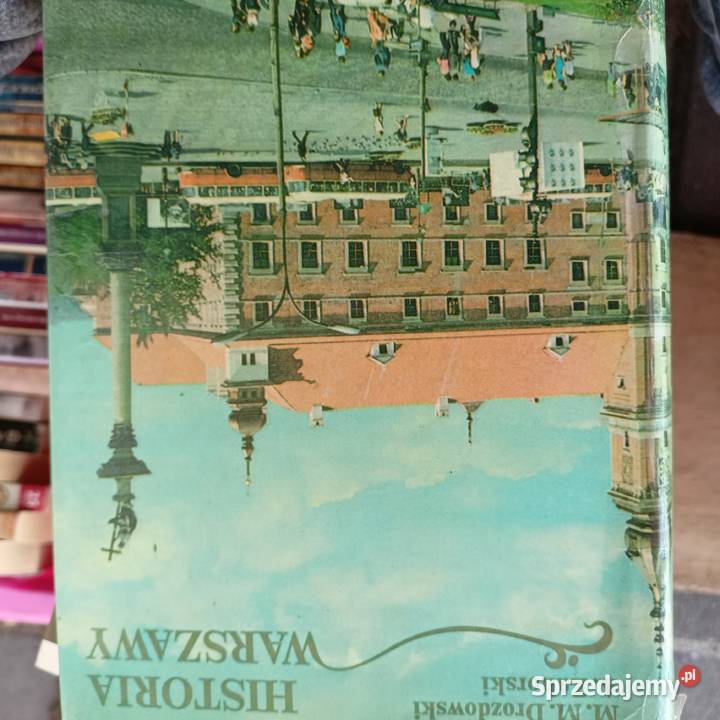 M. M. Drozdowski
HISTORIA
WARSZAWY
Sprzedajemy.pl